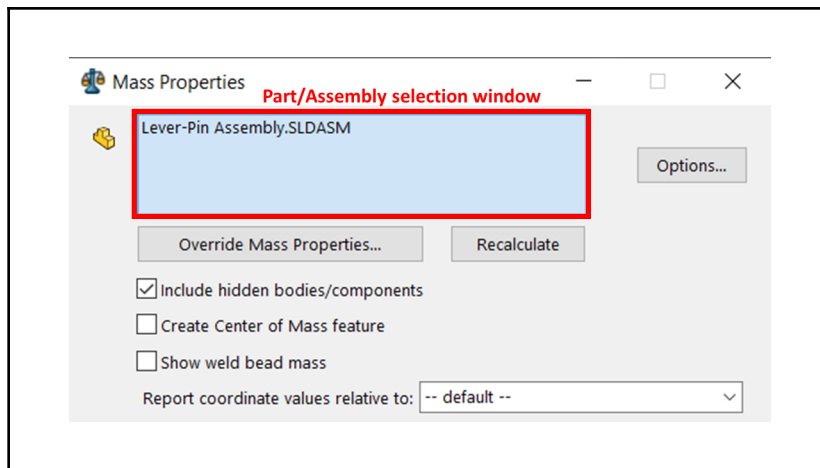 Mass Properties
Part/Assembly selection window
Lever-Pin Assembly.SLDASM
Options...
Override Mass Properties...
Recalculate
Include hidden bodies/components
Create Center of Mass feature
Show weld bead mass
Report coordinate values relative to: -- default --